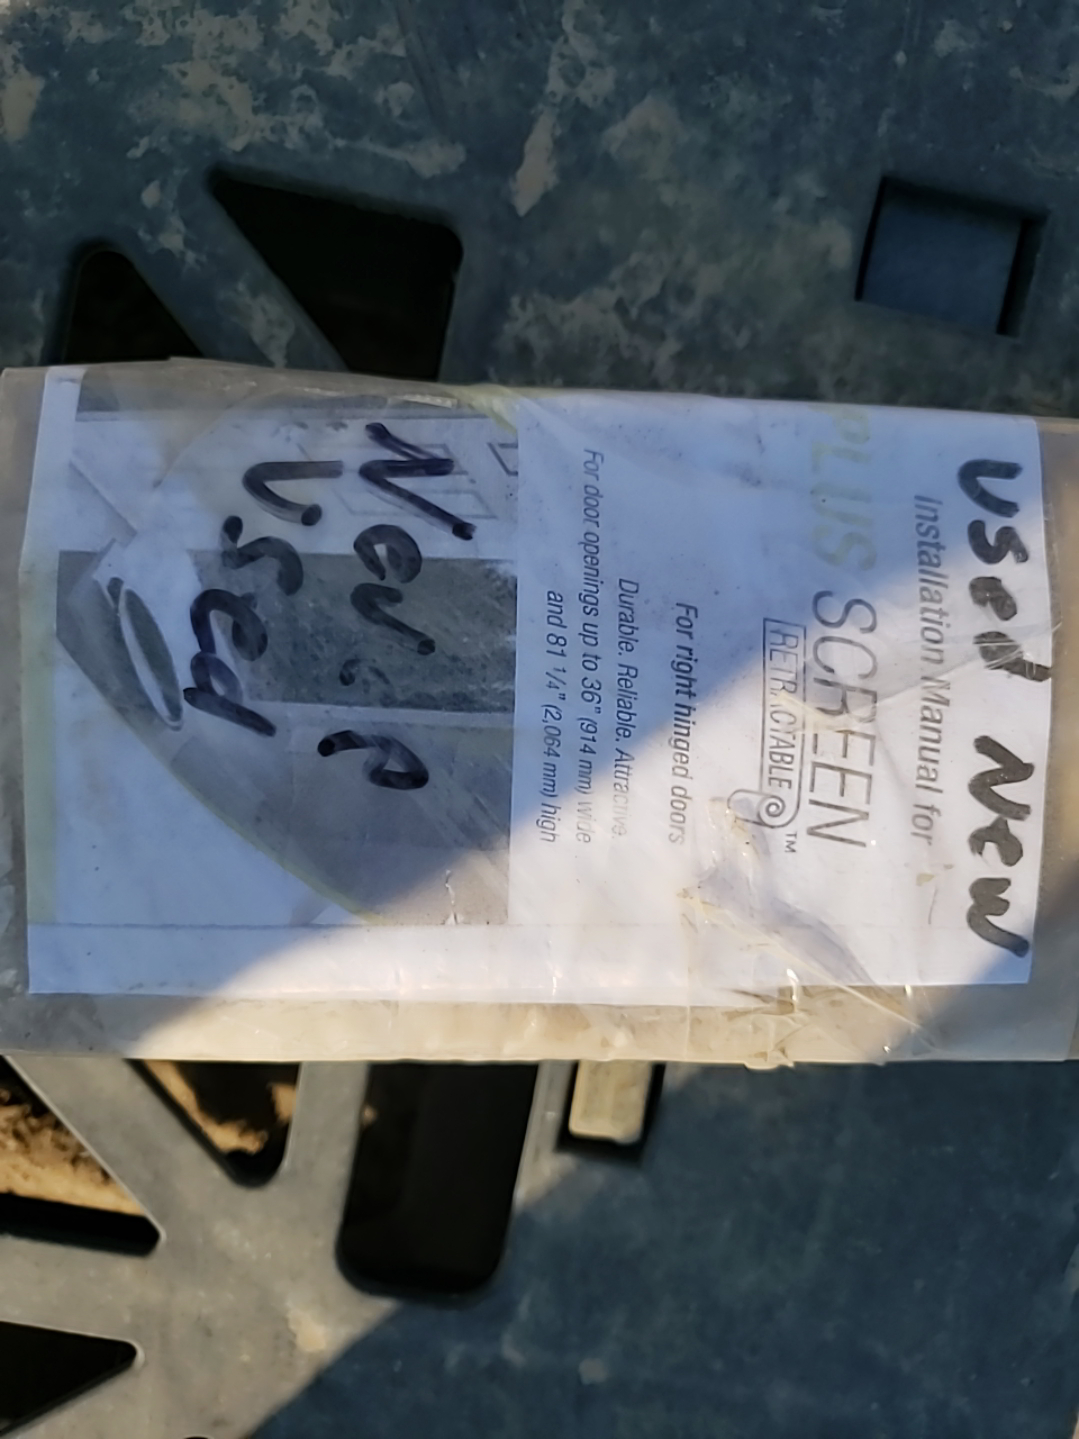 Used New
Installation Manual for
PLUS SCREEN
RETRACTABLE ™
For right hinged doors
Durable. Reliable. Attractive.
For door openings up to 36" (914 mm) wide
and 81 1/4" (2,064 mm) high
Never
used